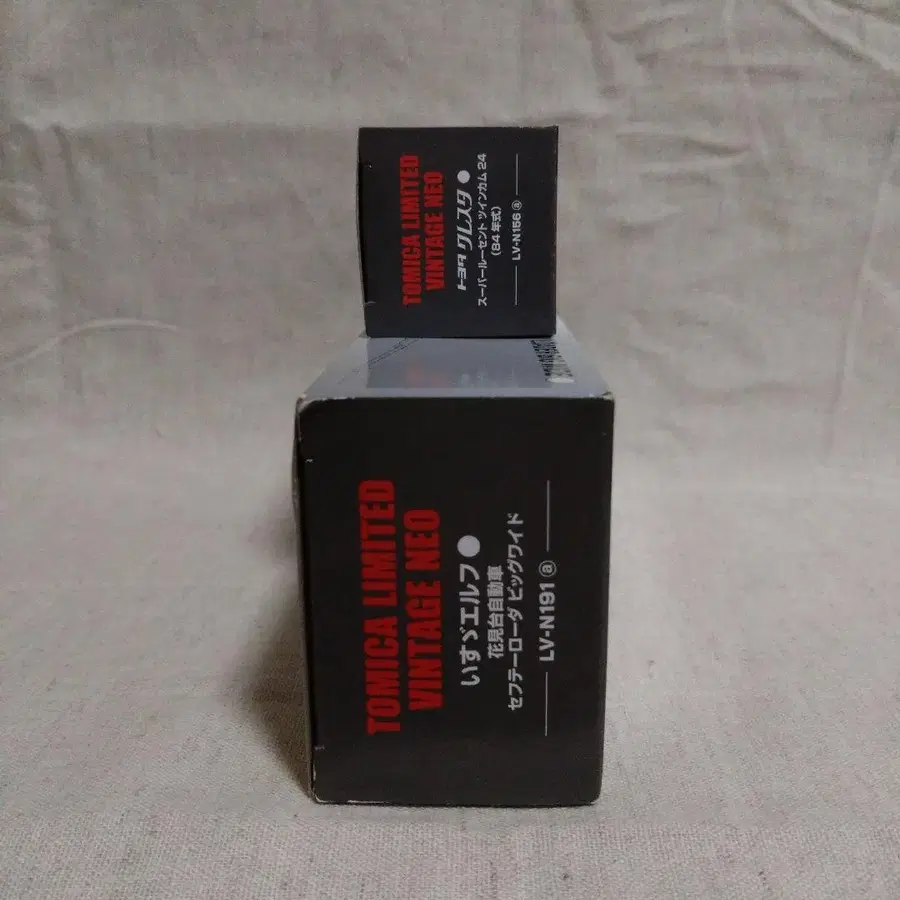 TOMICA LIMITED
VINTAGE NEO
トヨタ クレスタ
スーパールーセント ツインカム24
(84年式)
LV-N156 a
TOMICA LIMITED
VINTAGE NEO
いすゞエルフ
花見台自動車
セフテーローダ ビッグワイド
LV-N191 a